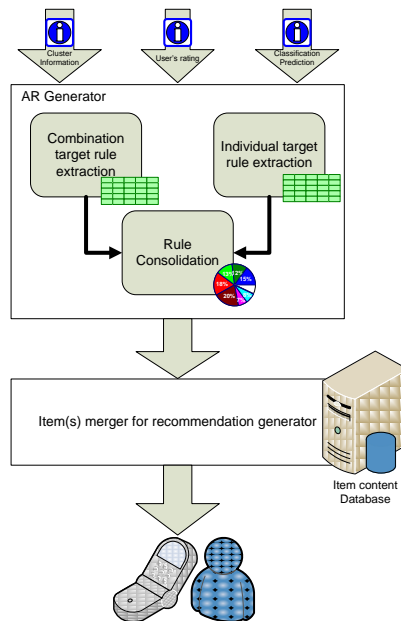 Cluster
Information
User's rating
Classification
Prediction
AR Generator
Combination
target rule
extraction
Individual target
rule extraction
Rule
Consolidation
12%
15%
18%
20%
Item(s) merger for recommendation generator
Item content
Database